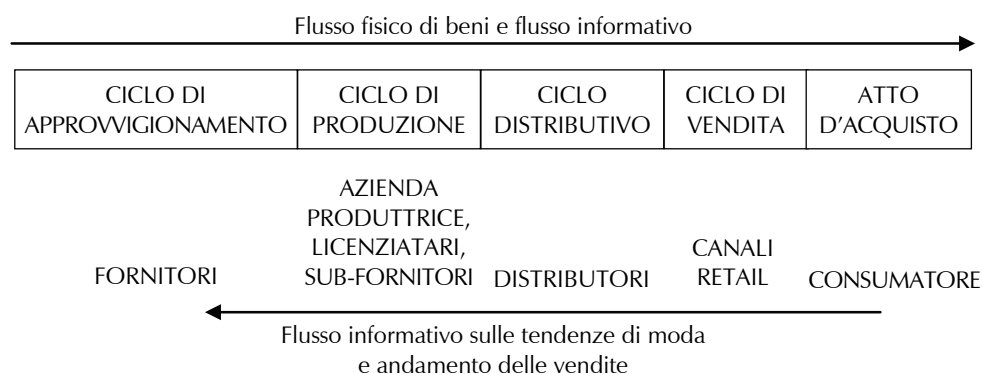 Flusso fisico di beni e flusso informativo
CICLO DI
APPROVVIGIONAMENTO
CICLO DI
PRODUZIONE
CICLO
DISTRIBUTIVO
CICLO DI
VENDITA
ATTO
D'ACQUISTO
FORNITORI
AZIENDA
PRODUTTRICE,
LICENZIATARI,
SUB-FORNITORI
DISTRIBUTORI
CANALI
RETAIL
CONSUMATORE
Flusso informativo sulle tendenze di moda
e andamento delle vendite